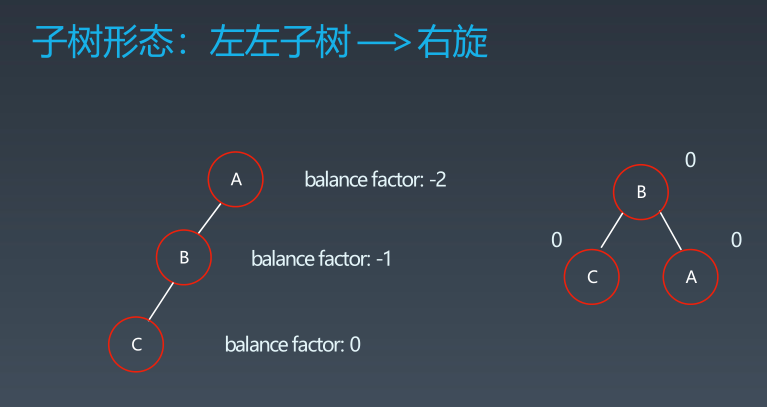 子树形态：左左子树 —> 右旋
0
A
balance factor: -2
B
B
balance factor: -1
0
0
C
A
C
balance factor: 0